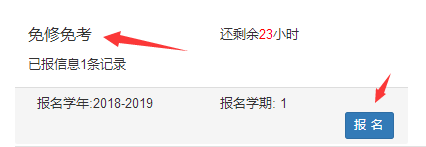 免修免考 还剩余23小时
已报信息1条记录
报名学年:2018-2019 报名学期: 1
报 名